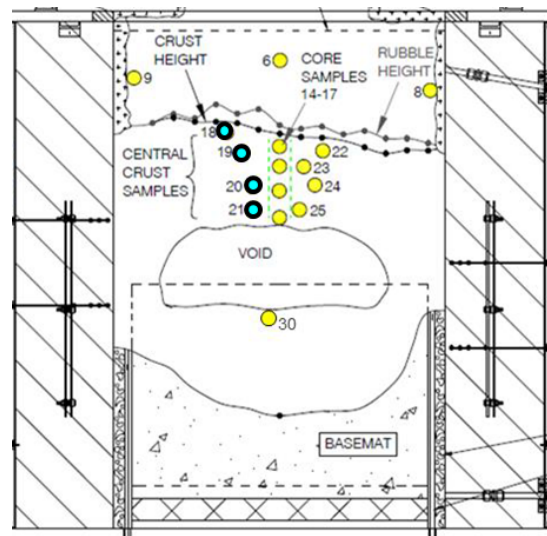 CRUST
HEIGHT
6
CORE
SAMPLES
14-17
RUBBLE
HEIGHT
9
8
18
CENTRAL
CRUST
SAMPLES
19
22
23
20
24
21
25
VOID
30
BASEMAT